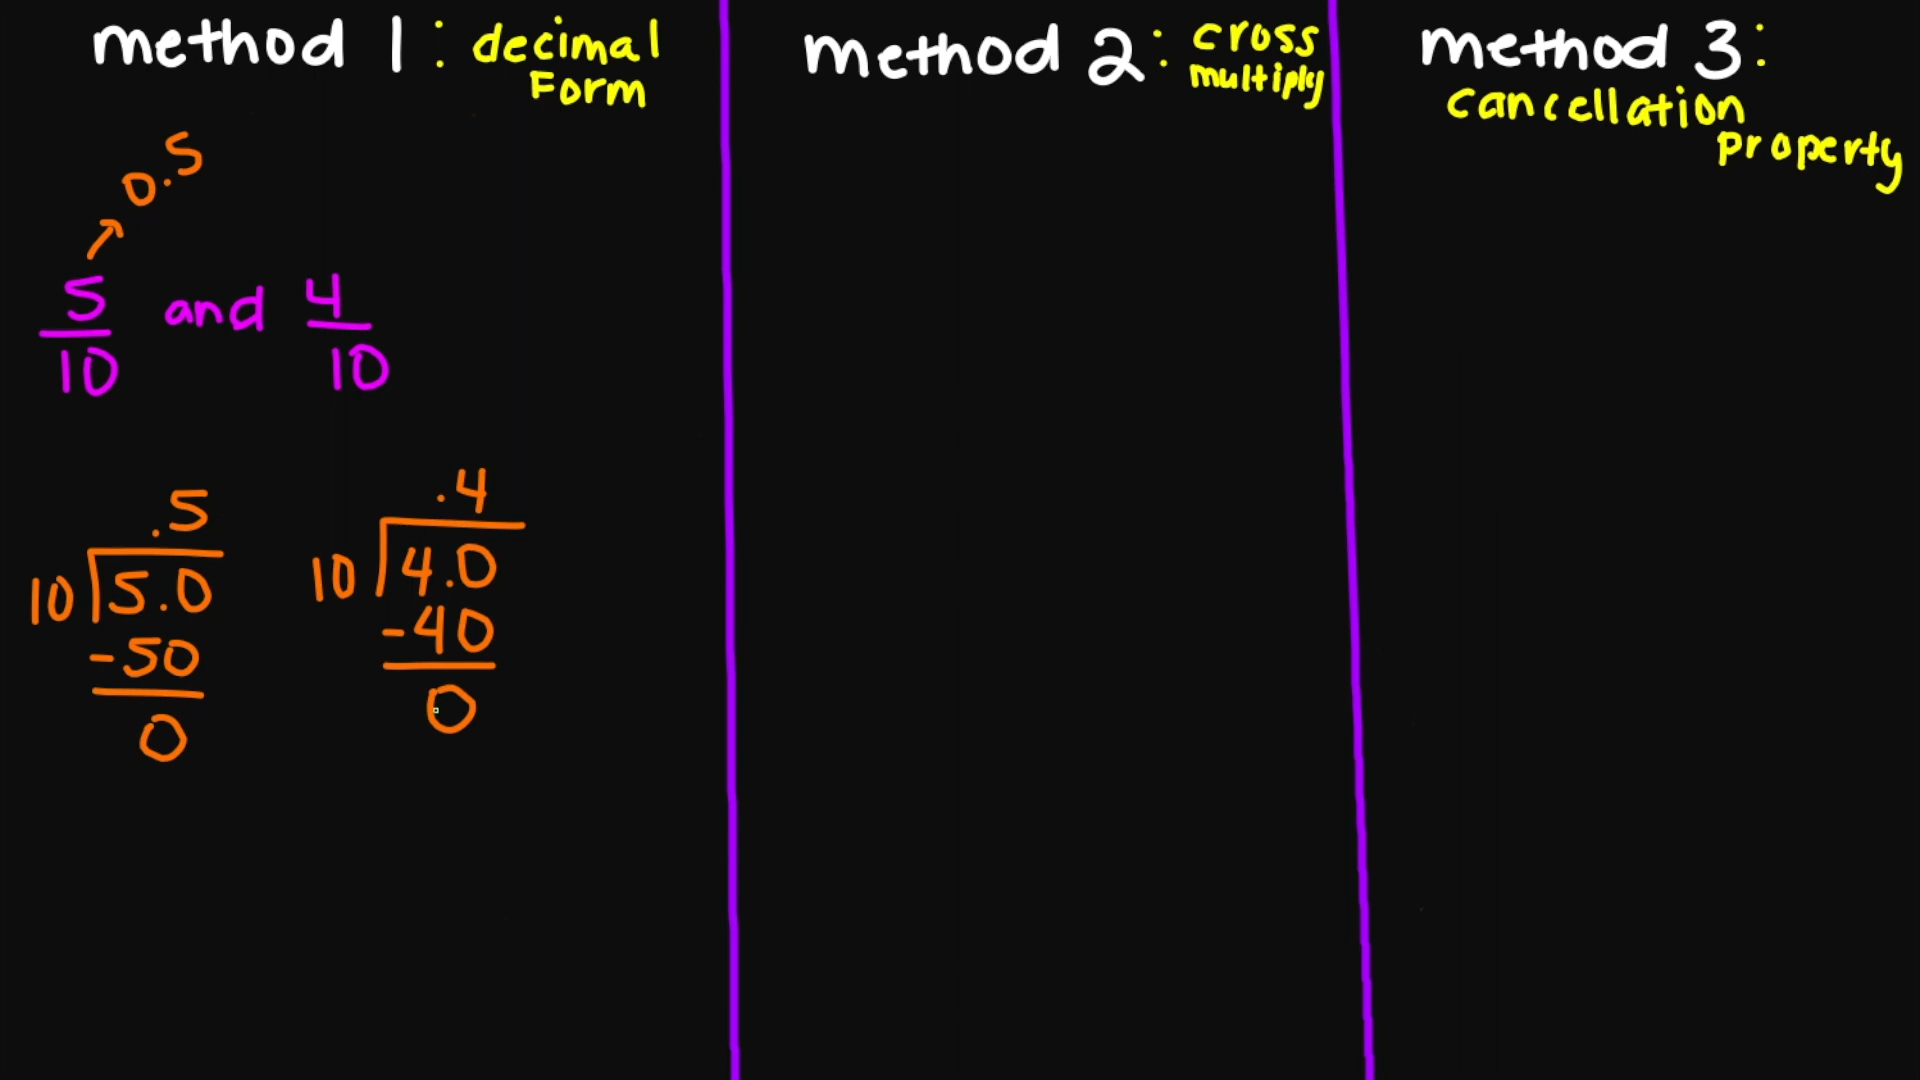 method 1 : decimal
Form
0.5
↗
5/10 and 4/10
.5
10 5.0
-50
0
.4
10 4.0
-40
0
method 2 : cross
multiply
method 3 :
cancellation
property